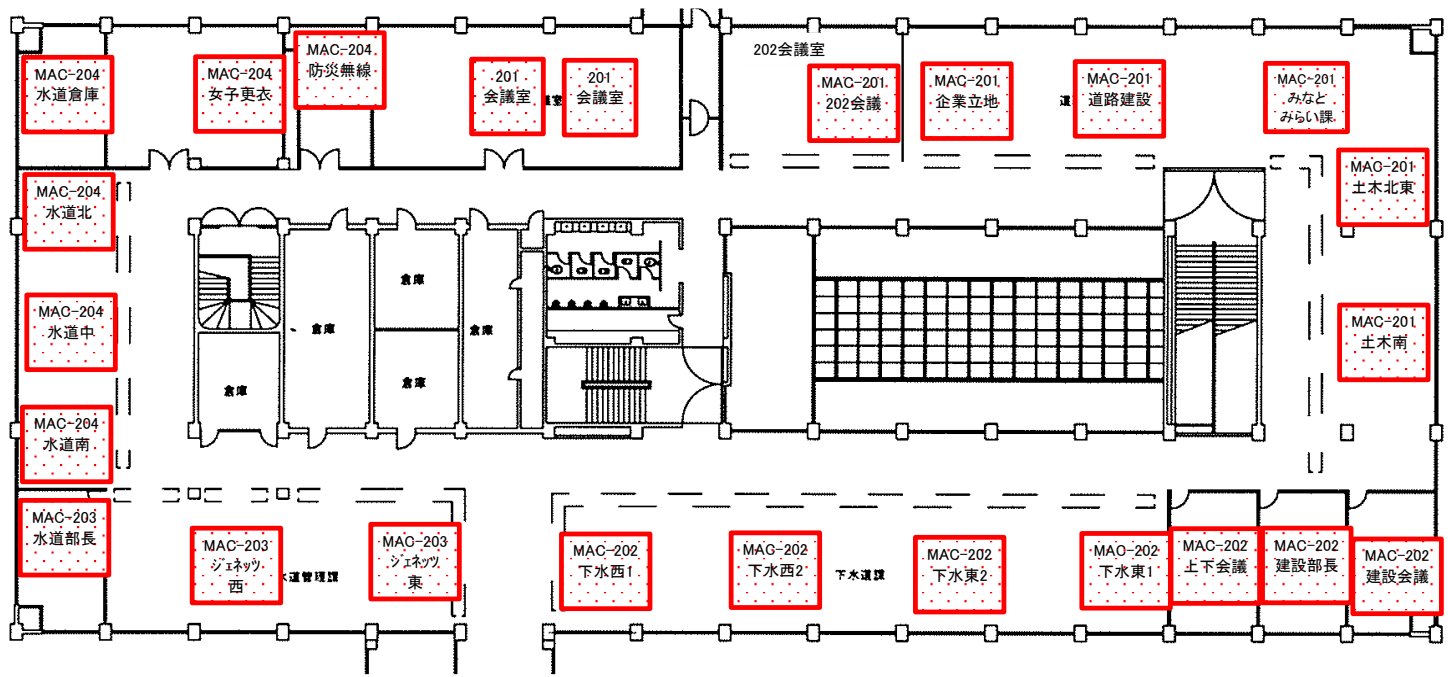 MAC-204
水道倉庫
MAC-204
女子更衣
MAC-204
防災無線
201
会議室
201
会議室
室
202会議室
MAC-201
202会議
MAC-201
企業立地
道
MAC-201
道路建設
MAC-201
みなと
みらい課
MAC-201
土木北東
MAC-204
水道北
MAC-204
水道中
MAC-204
水道南
倉庫
倉庫
倉庫
倉庫
倉庫
MAC-201
土木南
MAC-203
水道部長
MAC-203
ジェネッツ
西
水道管理課
MAC-203
ジェネッツ
東
MAC-202
下水西1
MAC-202
下水西2
下水道課
MAC-202
下水東2
MAC-202
下水東1
MAC-202
上下会議
MAC-202
建設部長
MAC-202
建設会議